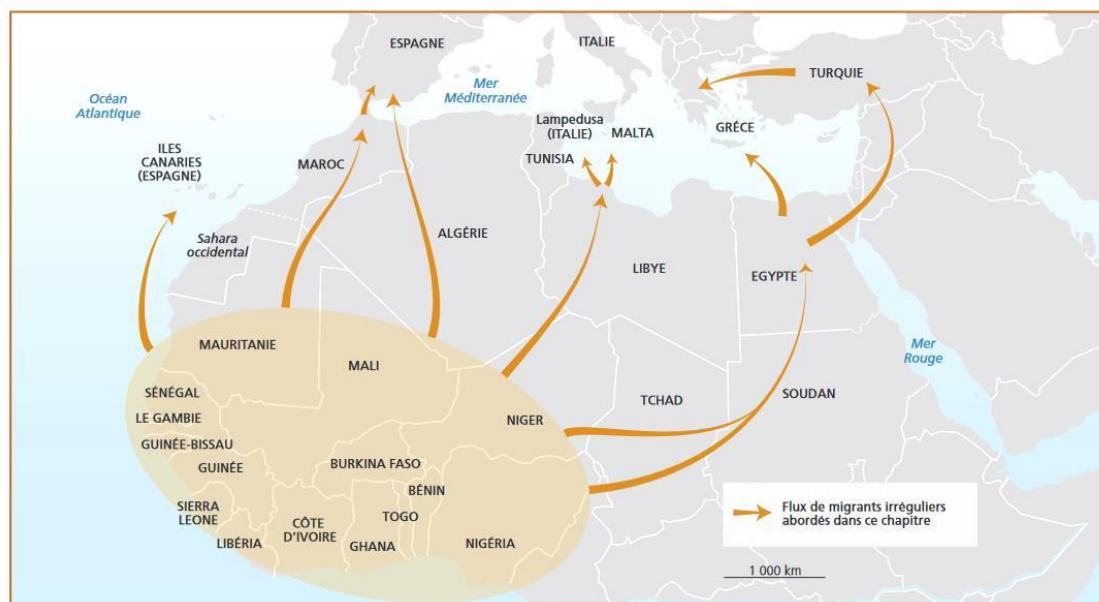 ESPAGNE
ITALIE
Océan
Atlantique
Mer
Méditerranée
TURQUIE
Lampedusa
(ITALIE)
MALTA
GRÉCE
TUNISIA
ILES
CANARIES
(ESPAGNE)
MAROC
ALGÉRIE
Sahara
occidental
LIBYE
EGYPTE
Mer
Rouge
MAURITANIE
MALI
SÉNÉGAL
LE GAMBIE
GUINÉE-BISSAU
GUINÉE
NIGER
TCHAD
SOUDAN
BURKINA FASO
BÉNIN
SIERRA
LEONE
CÔTE
D'IVOIRE
TOGO
LIBÉRIA
GHANA
NIGÉRIA
Flux de migrants irréguliers
abordés dans ce chapitre
1 000 km